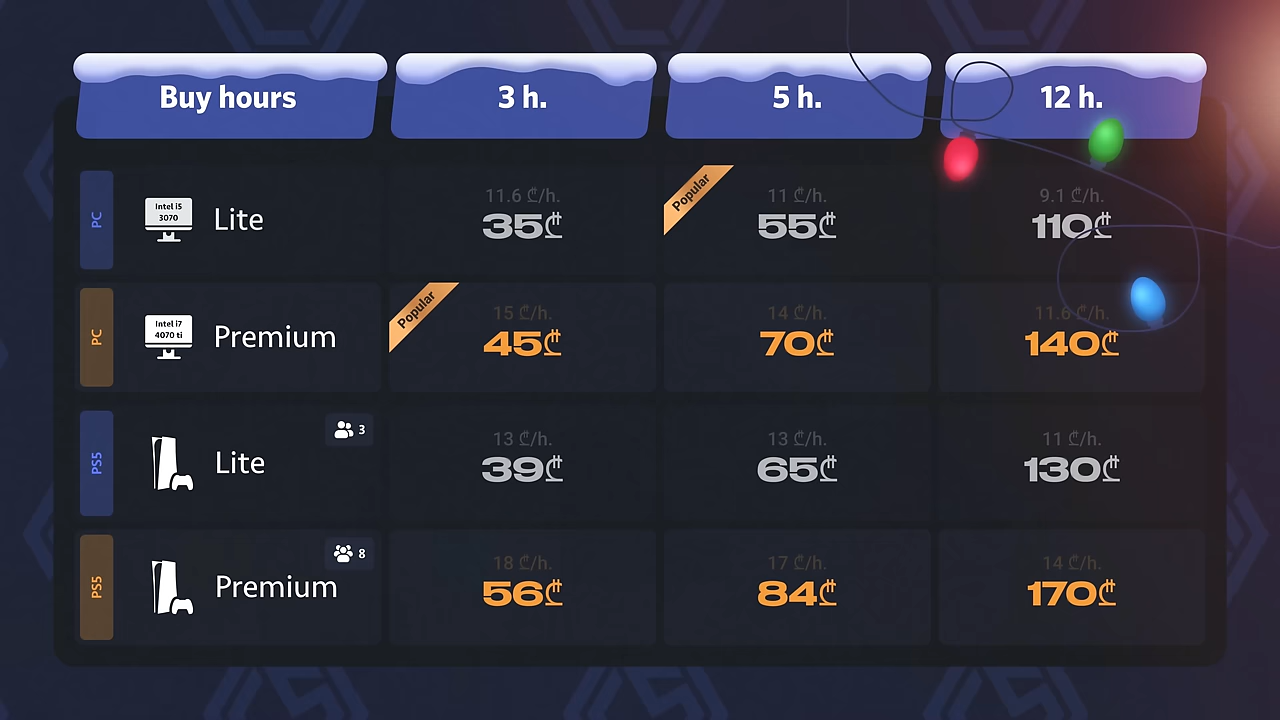 Buy hours
3 h.
5 h.
12 h.
PC
Intel i5
3070
Lite
11.6 ₾/h.
35₾
Popular
11 ₾/h.
55₾
9.1 ₾/h.
110₾
PC
Intel i7
4070 ti
Premium
Popular
15 ₾/h.
45₾
14 ₾/h.
70₾
11.6 ₾/h.
140₾
PS5
Lite
3
13 ₾/h.
39₾
13 ₾/h.
65₾
11 ₾/h.
130₾
PS5
Premium
8
18 ₾/h.
56₾
17 ₾/h.
84₾
14 ₾/h.
170₾